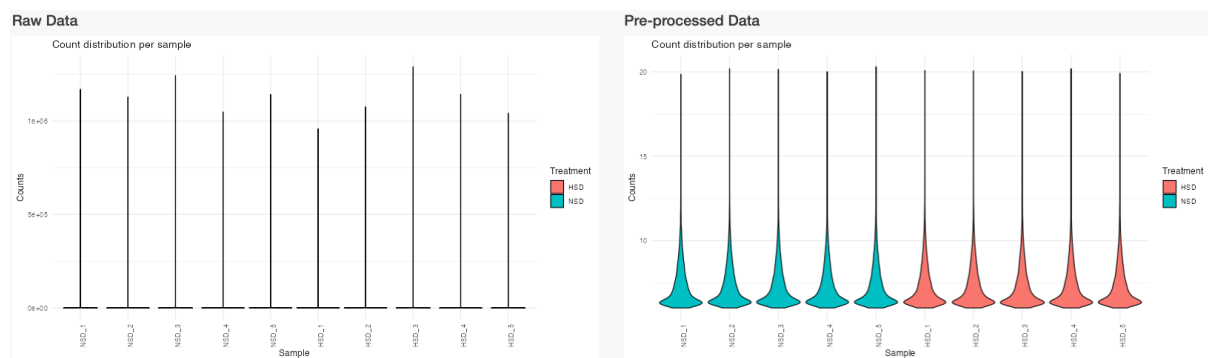 Raw Data
Count distribution per sample
1e+06
5e+05
0e+00
Counts
NSD_1
NSD_2
NSD_3
NSD_4
NSD_5
HSD_1
HSD_2
HSD_3
HSD_4
HSD_5
Sample
Treatment
HSD
NSD
Pre-processed Data
Count distribution per sample
20
15
10
Counts
NSD_1
NSD_2
NSD_3
NSD_4
NSD_5
HSD_1
HSD_2
HSD_3
HSD_4
HSD_5
Sample
Treatment
HSD
NSD